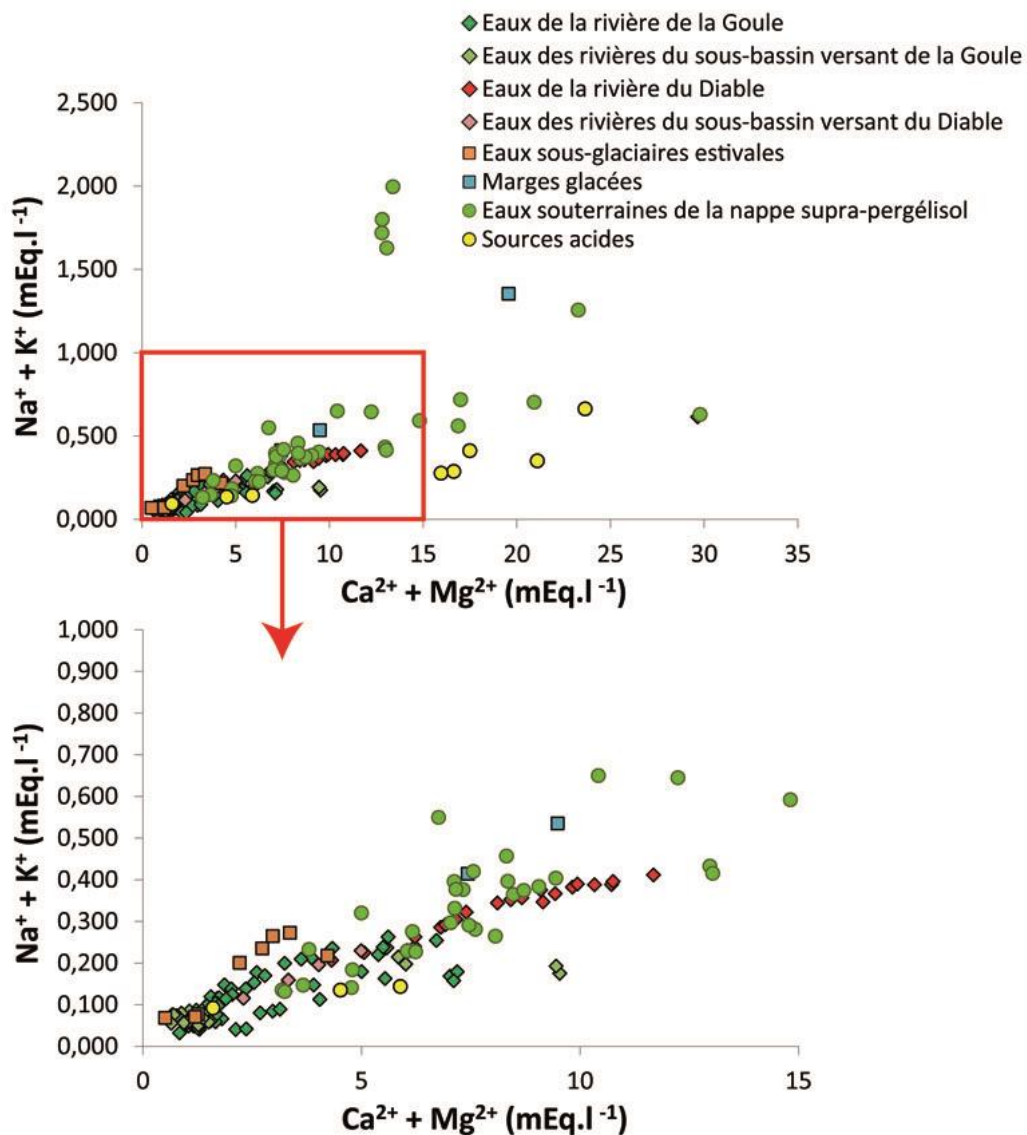 Eaux de la rivière de la Goule
Eaux des rivières du sous-bassin versant de la Goule
Eaux de la rivière du Diable
Eaux des rivières du sous-bassin versant du Diable
Eaux sous-glaciaires estivales
Marges glacées
Eaux souterraines de la nappe supra-pergélisol
Sources acides
Na⁺ + K⁺ (mEq.l ⁻¹)
2,500
2,000
1,500
1,000
0,500
0,000
0 5 10 15 20 25 30 35
Ca²⁺ + Mg²⁺ (mEq.l ⁻¹)
Na⁺ + K⁺ (mEq.l ⁻¹)
1,000
0,900
0,800
0,700
0,600
0,500
0,400
0,300
0,200
0,100
0,000
0 5 10 15
Ca²⁺ + Mg²⁺ (mEq.l ⁻¹)